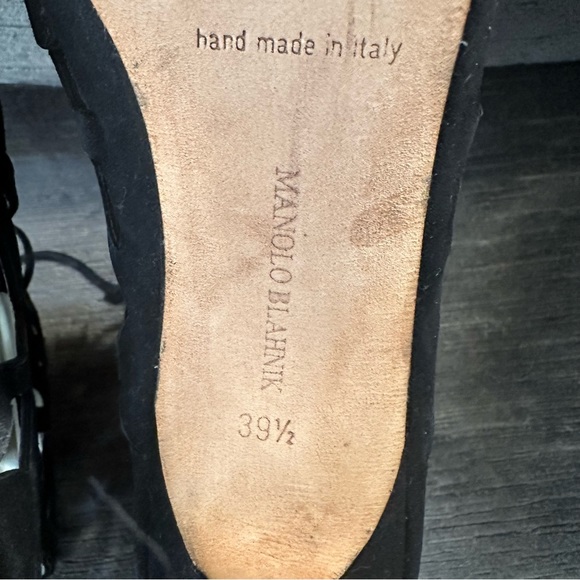 hand made in italy
MANOLO BLAHNIK
39½